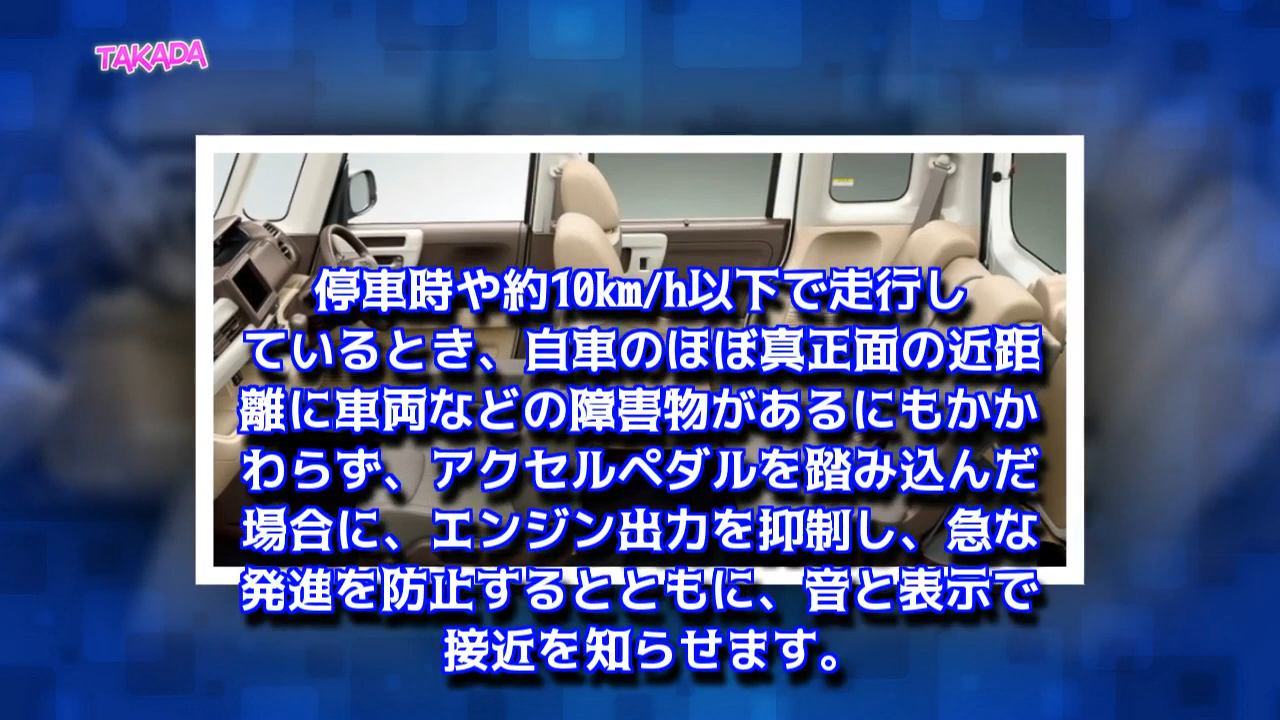 TAKADA
停車時や約10km/h以下で走行し
ているとき、自車のほぼ真正面の近距
離に車両などの障害物があるにもかか
わらず、アクセルペダルを踏み込んだ
場合に、エンジン出力を抑制し、急な
発進を防止するとともに、音と表示で
接近を知らせます。